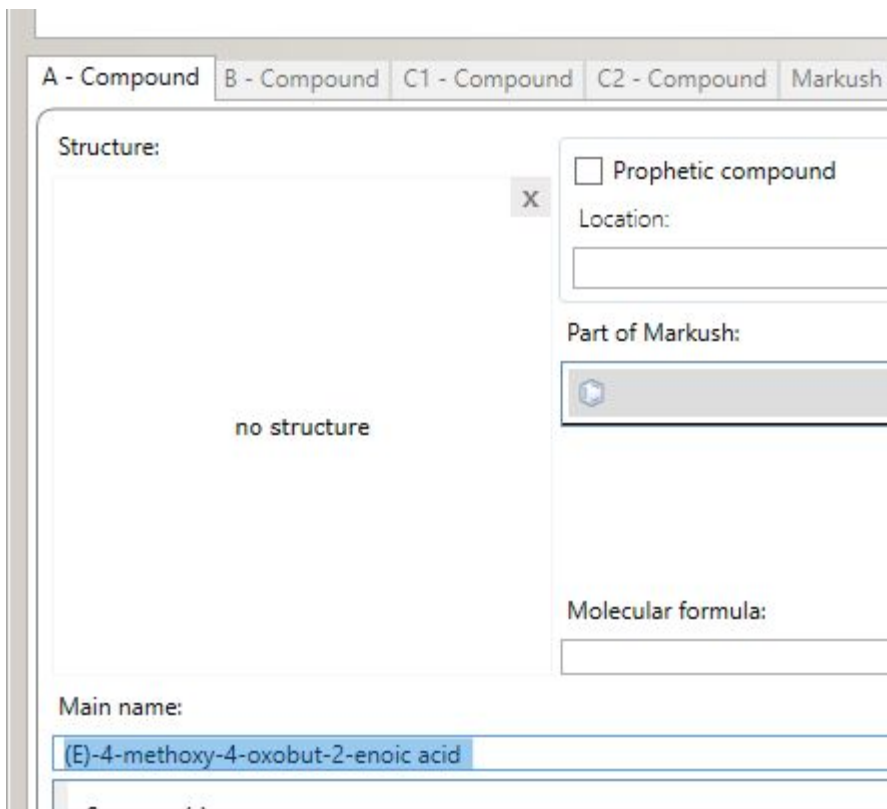 A - Compound
B - Compound
C1 - Compound
C2 - Compound
Markush
Structure:
x
Prophetic compound
Location:
Part of Markush:
no structure
Molecular formula:
Main name:
(E)-4-methoxy-4-oxobut-2-enoic acid